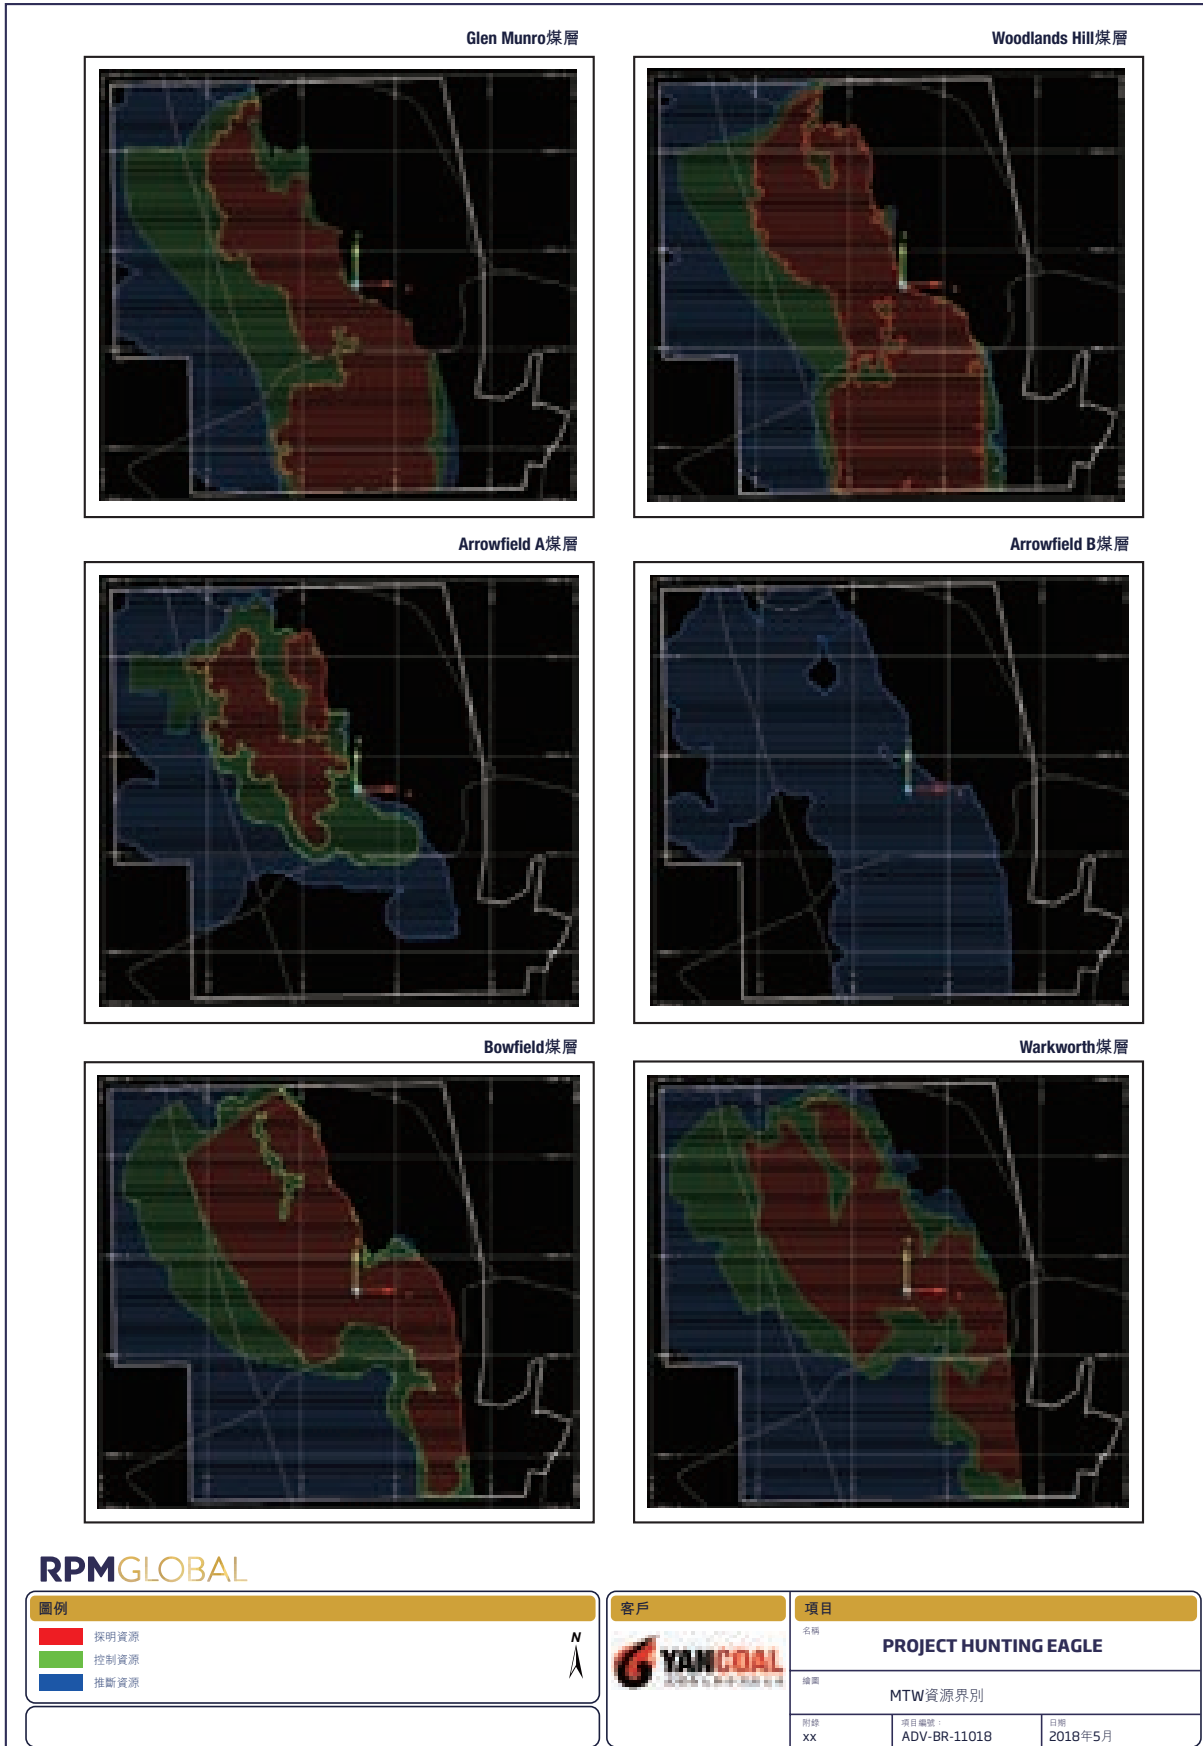 Glen Munro煤層
Woodlands Hill煤層
Arrowfield A煤層
Arrowfield B煤層
Bowfield煤層
Warkworth煤層
RPMGLOBAL
圖例
探明資源
控制資源
推斷資源
N
客戶
YANCOAL
項目
名稱
PROJECT HUNTING EAGLE
繪圖
MTW資源界別
附錄
xx
項目編號：
ADV-BR-11018
日期
2018年5月